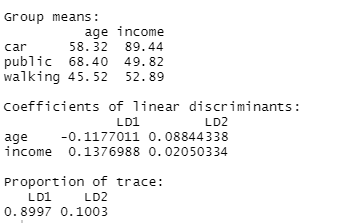 Group means:
age income
car 58.32 89.44
public 68.40 49.82
walking 45.52 52.89
Coefficients of linear discriminants:
LD1 LD2
age -0.1177011 0.08844338
income 0.1376988 0.02050334
Proportion of trace:
LD1 LD2
0.8997 0.1003